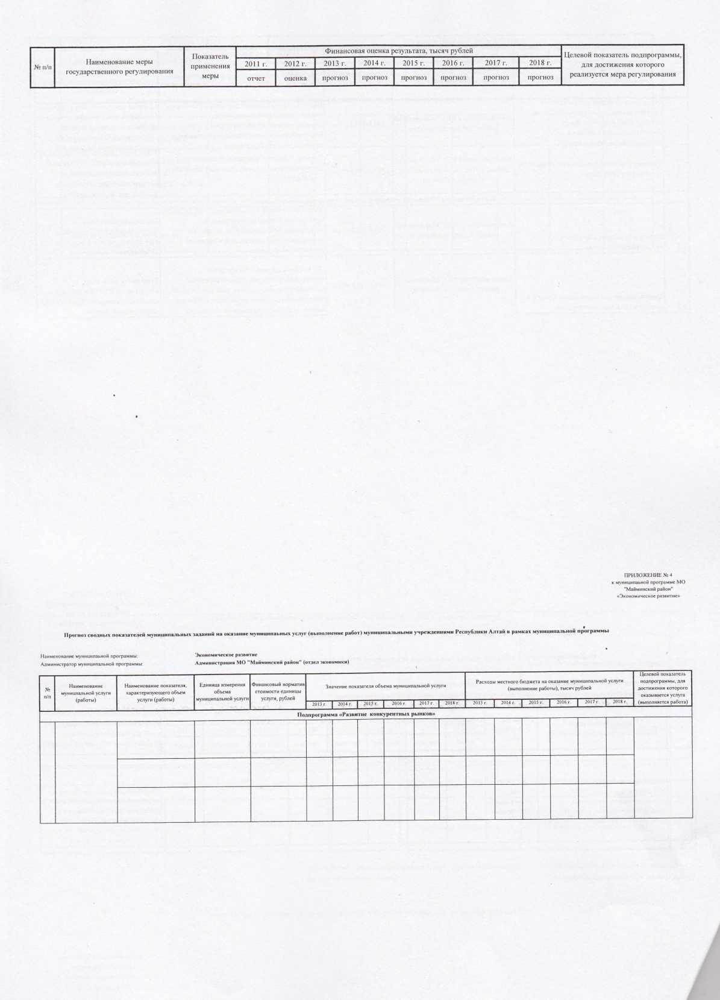 № п/п
Наименование меры
государственного регулирования
Показатель
применения
меры
Финансовая оценка результата, тысяч рублей
2011 г. 2012 г. 2013 г. 2014 г. 2015 г. 2016 г. 2017 г. 2018 г.
отчет оценка прогноз прогноз прогноз прогноз прогноз прогноз
Целевой показатель подпрограммы,
для достижения которого
реализуется мера регулирования
ПРИЛОЖЕНИЕ № 4
к муниципаьной программе МО
"Майминский район"
«Экономическое развитие»
Прогноз сводных показателей муниципальных заданий на оказание муниципаьных услуг (выполнение работ) муниципальными учреждениями Республики Алтай в рамках муниципальной программы
Наименование муниципаьной программы: Экономическое развитие
Администратор муниципальной программы: Администрация МО "Майминский район" (отдел экономики)
№
п/п
Наименование
муниципальной услуги
(работы)
Наименование показателя,
характеризующего объем
услуги (работы)
Единица измерения
объема
муниципальной услуги
Финансовый норматив
стоимости единицы
услуги, рублей
Значение показателя объема муниципальной услуги
2013 г. 2014 г. 2015 г. 2016 г. 2017 г. 2018 г.
Расходы местного бюджета на оказание муниципальной услуги
(выполнение работы), тысяч рублей
2013 г. 2014 г. 2015 г. 2016 г. 2017 г. 2018 г.
Целевой показатель
подпрограммы, для
достижения которого
оказывается услуга
(выполняется работа)
Подпрограмма «Развитие конкурентных рынков»